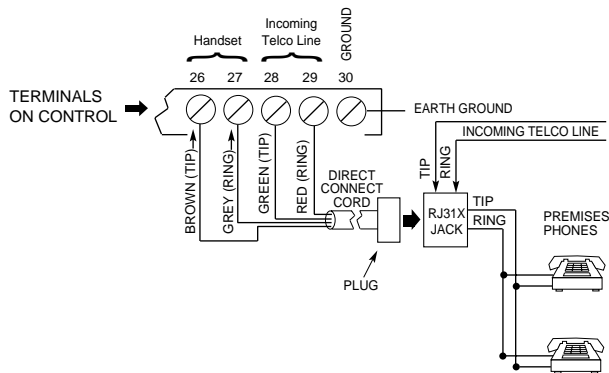 Handset
Incoming
Telco Line
GROUND
26 27 28 29 30
TERMINALS
ON CONTROL
EARTH GROUND
INCOMING TELCO LINE
BROWN (TIP)
GREY (RING)
GREEN (TIP)
RED (RING)
DIRECT
CONNECT
CORD
PLUG
TIP
RING
RJ31X
JACK
TIP
RING
PREMISES
PHONES